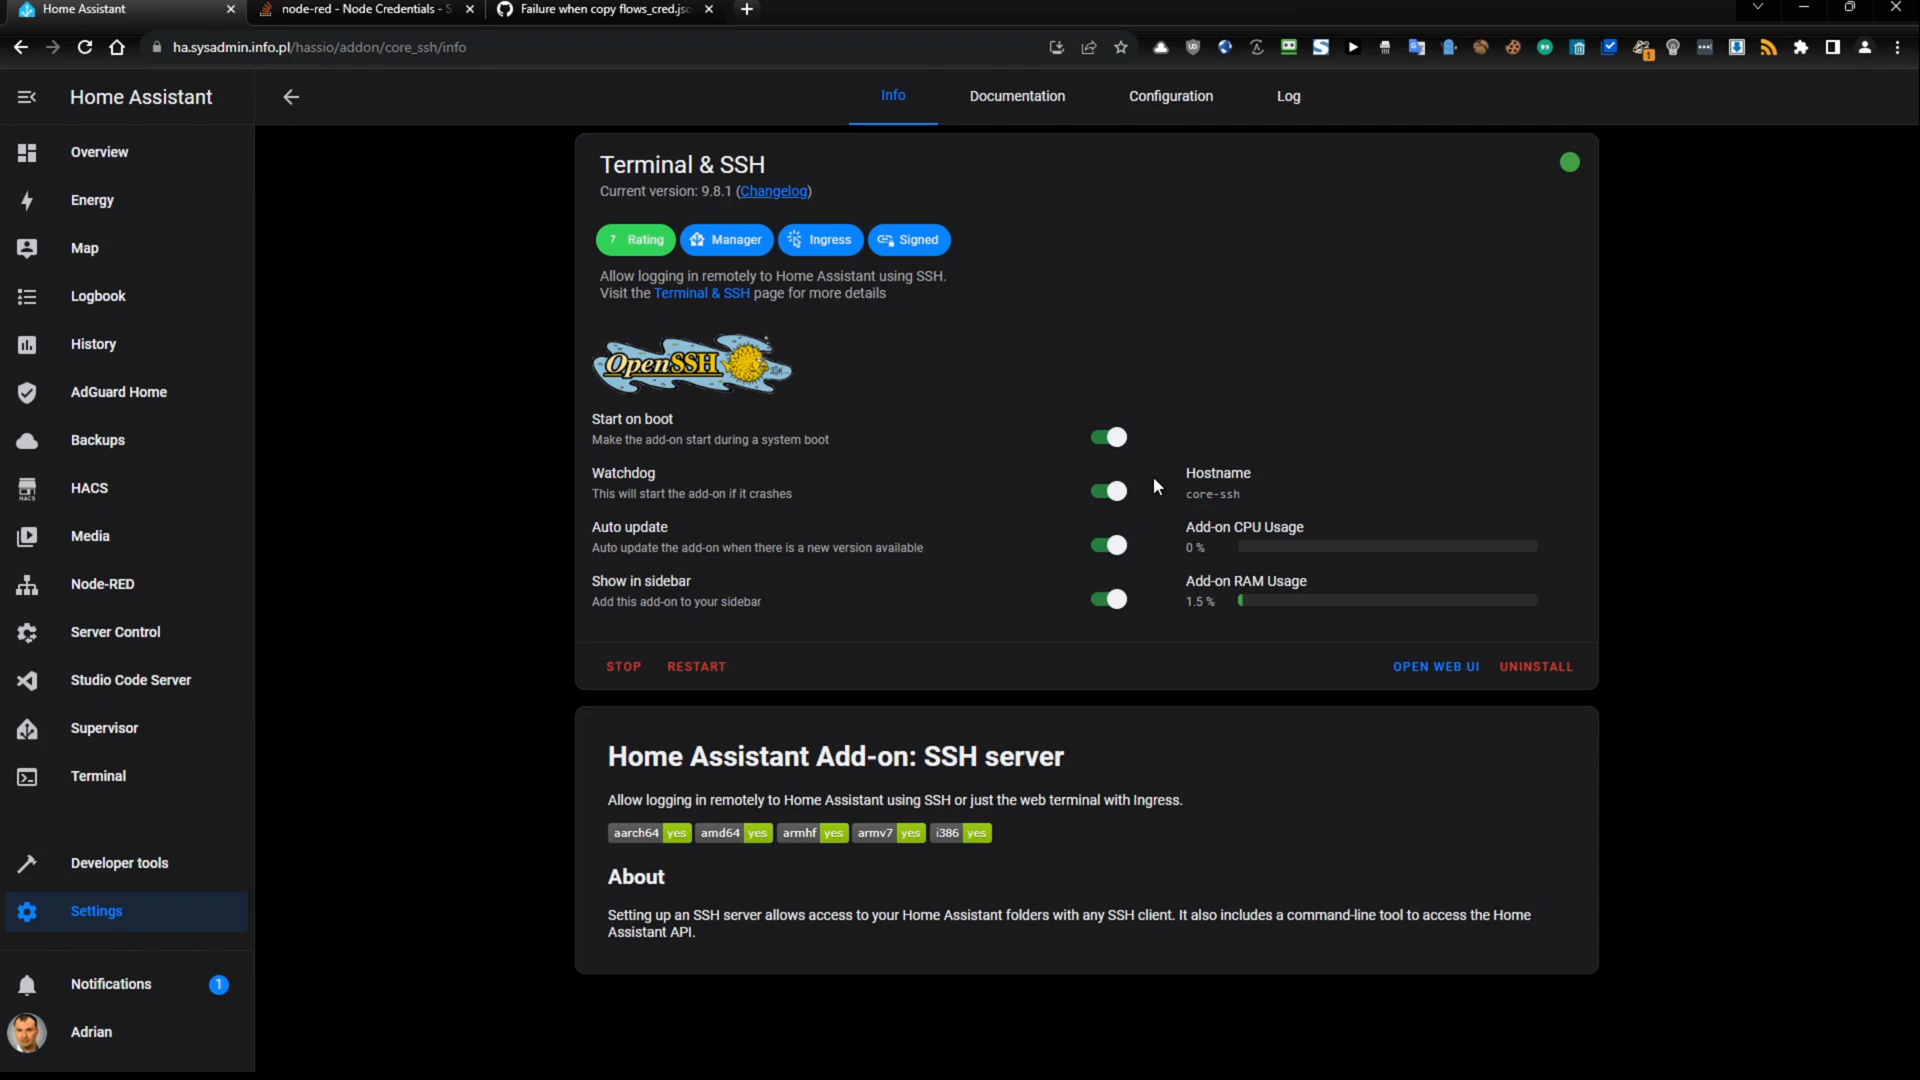 Home Assistant
node-red - Node Credentials - S
Failure when copy flows_cred.jso
ha.sysadmin.info.pl/hassio/addon/core_ssh/info
1
Home Assistant
Info
Documentation
Configuration
Log
Overview
Energy
Map
Logbook
History
AdGuard Home
Backups
HACS
HACS
Media
Node-RED
Server Control
Studio Code Server
Supervisor
Terminal
Developer tools
Settings
Notifications 1
Adrian
Terminal & SSH
Current version: 9.8.1 (Changelog)
7 Rating
Manager
Ingress
Signed
Allow logging in remotely to Home Assistant using SSH.
Visit the Terminal & SSH page for more details
OpenSSH
Start on boot
Make the add-on start during a system boot
Watchdog
This will start the add-on if it crashes
Auto update
Auto update the add-on when there is a new version available
Show in sidebar
Add this add-on to your sidebar
Hostname
core-ssh
Add-on CPU Usage
0 %
Add-on RAM Usage
1.5 %
STOP
RESTART
OPEN WEB UI
UNINSTALL
Home Assistant Add-on: SSH server
Allow logging in remotely to Home Assistant using SSH or just the web terminal with Ingress.
aarch64 yes amd64 yes armhf yes armv7 yes i386 yes
About
Setting up an SSH server allows access to your Home Assistant folders with any SSH client. It also includes a command-line tool to access the Home
Assistant API.